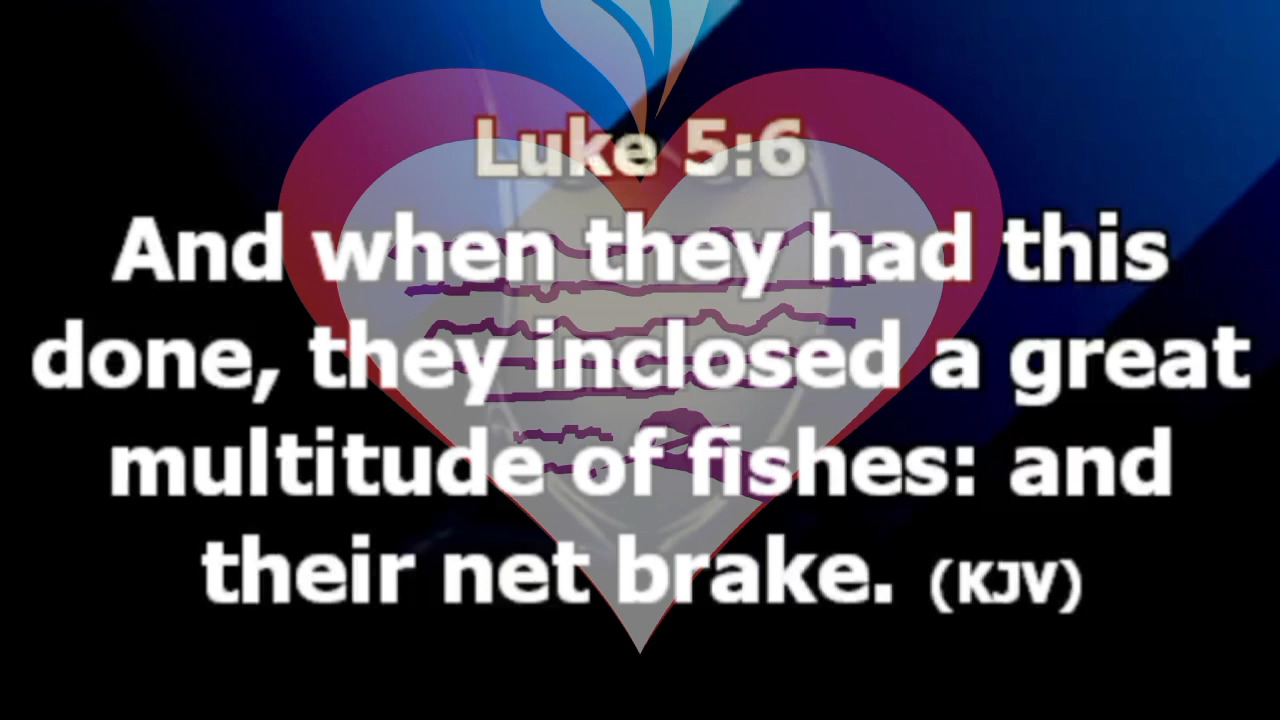 Luke 5:6
And when they had this
done, they inclosed a great
multitude of fishes: and
their net brake. (KJV)